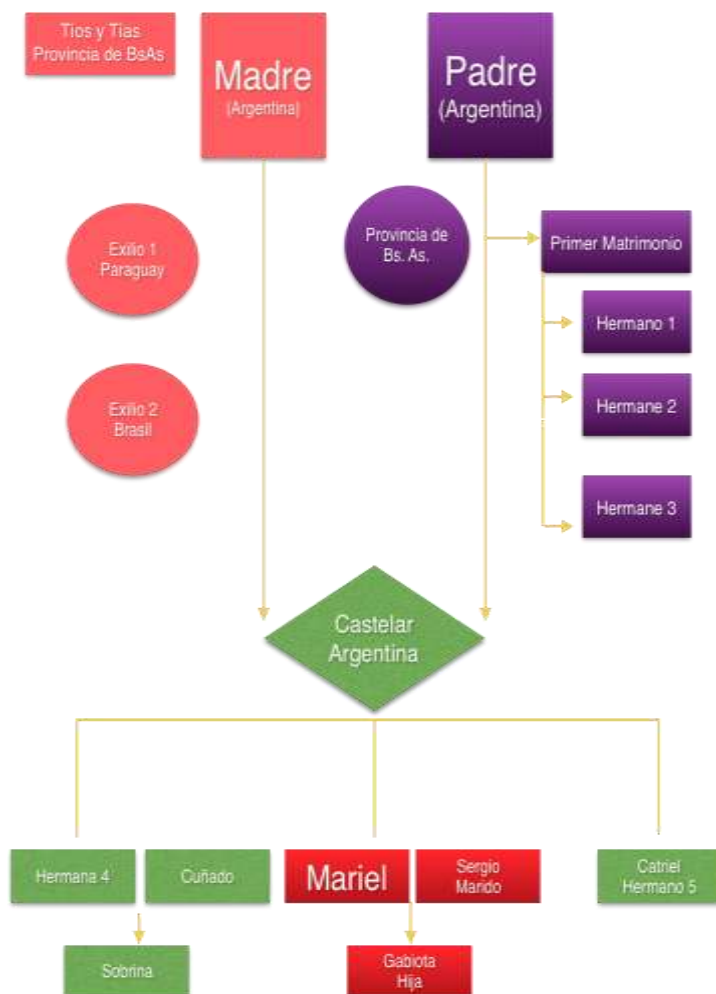 Tios y Tias
Provincia de BsAs
Madre
(Argentina)
Padre
(Argentina)
Exilio 1
Paraguay
Provincia de
Bs. As.
Primer Matrimonio
Hermano 1
Hermane 2
Hermane 3
Exilio 2
Brasil
Castelar
Argentina
Hermana 4
Cuñado
Mariel
Sergio
Marido
Catriel
Hermano 5
Sobrina
Gabiota
Hija